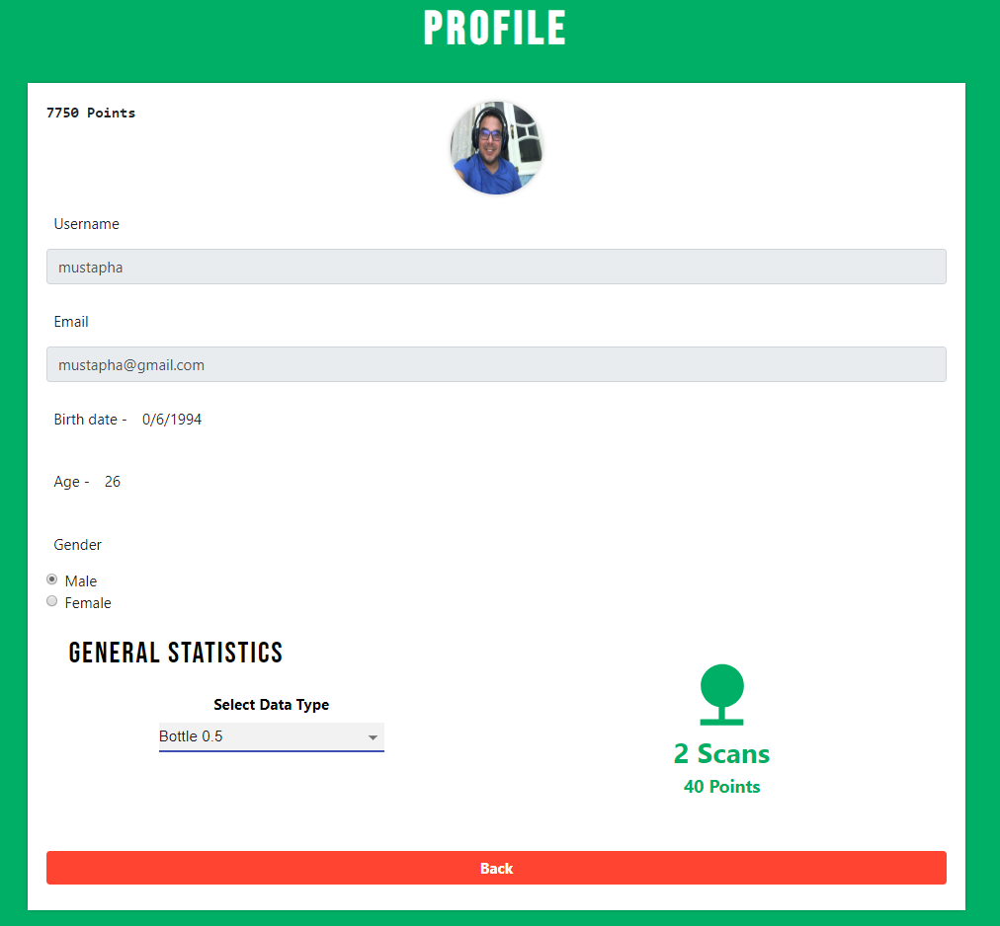 PROFILE
7750 Points
Username
mustapha
Email
mustapha@gmail.com
Birth date - 0/6/1994
Age - 26
Gender
Male
Female
GENERAL STATISTICS
Select Data Type
Bottle 0.5
2 Scans
40 Points
Back